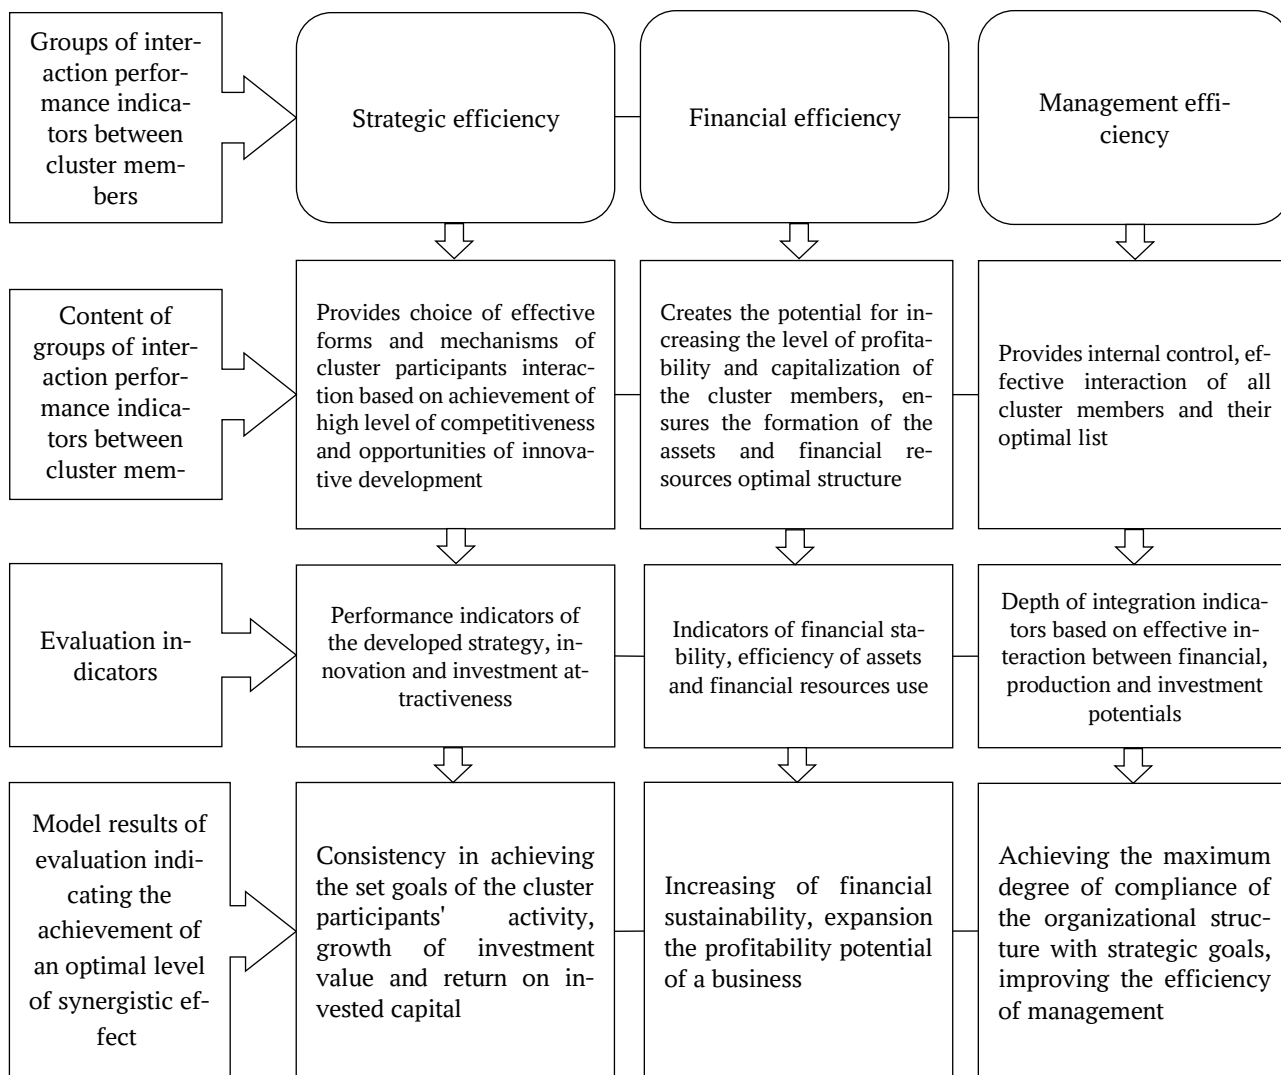 Groups of inter-
action perfor-
mance indica-
tors between
cluster mem-
bers
Strategic efficiency
Financial efficiency
Management effi-
ciency
Content of
groups of inter-
action perfor-
mance indicators
between
cluster mem-
Provides choice of effective
forms and mechanisms of
cluster participants interac-
tion based on achievement of
high level of competitiveness
and opportunities of innova-
tive development
Creates the potential for in-
creasing the level of profita-
bility and capitalization of
the cluster members, en-
sures the formation of the
assets and financial re-
sources optimal structure
Provides internal control, ef-
fective interaction of all
cluster members and their
optimal list
Evaluation in-
dicators
Performance indicators of
the developed strategy, in-
novation and investment at-
tractiveness
Indicators of financial sta-
bility, efficiency of assets
and financial resources use
Depth of integration indica-
tors based on effective in-
teraction between financial,
production and investment
potentials
Model results of
evaluation indi-
cating the
achievement of
an optimal level
of synergistic ef-
fect
Consistency in achieving
the set goals of the cluster
participants' activity,
growth of investment
value and return on in-
vested capital
Increasing of financial
sustainability, expansion
the profitability potential
of a business
Achieving the maximum
degree of compliance of
the organizational struc-
ture with strategic goals,
improving the efficiency
of management